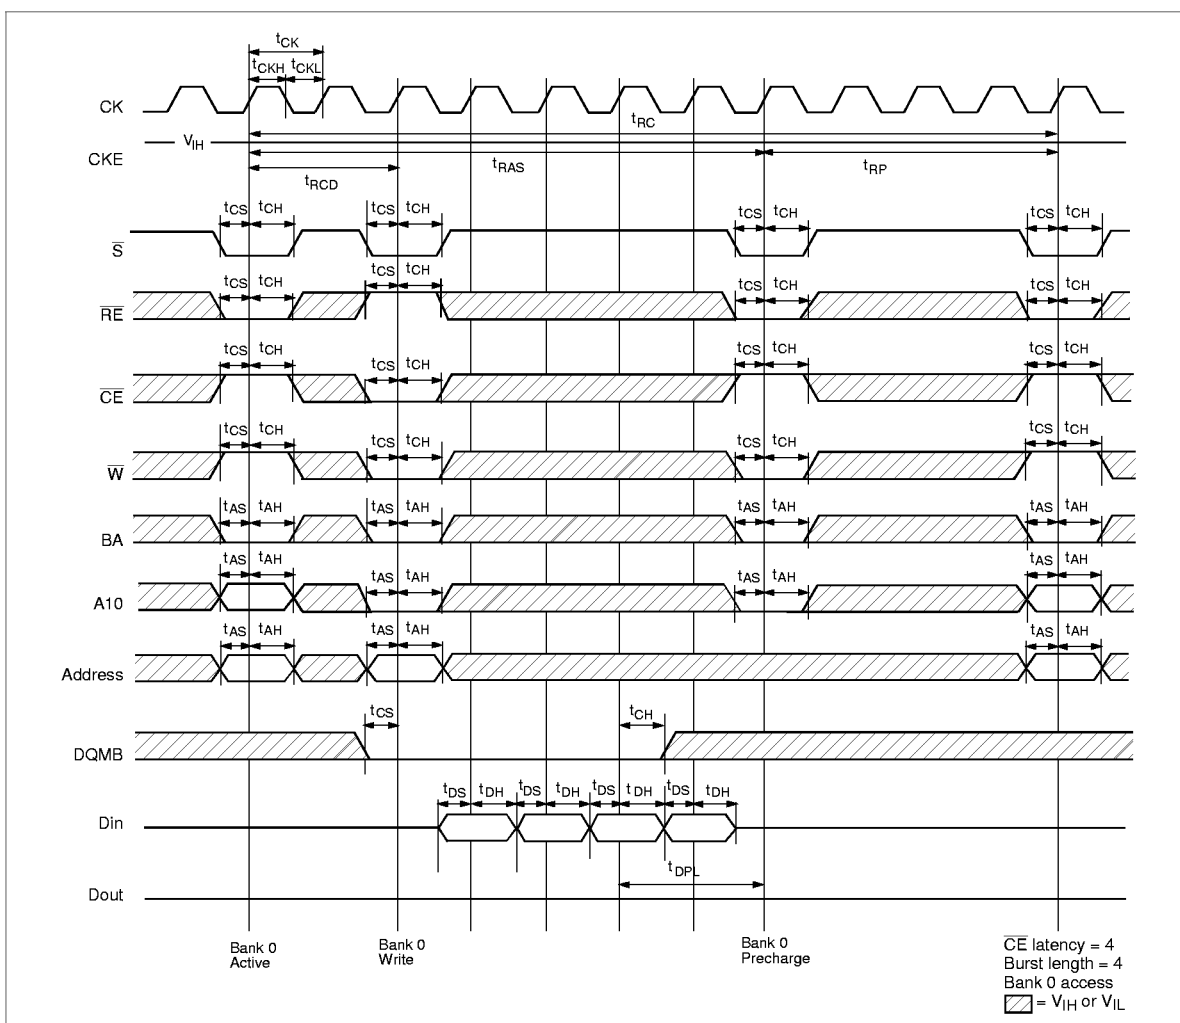 tCK
tCKH tCKL
CK
tRC
VIH
CKE
tRAS
tRP
tRCD
tCS tCH tCS tCH tCS tCH tCS tCH
S
tCS tCH tCS tCH tCS tCH tCS tCH
RE
tCS tCH tCS tCH tCS tCH tCS tCH
CE
tCS tCH tCS tCH tCS tCH tCS tCH
W
tAS tAH tAS tAH tAS tAH tAS tAH
BA
tAS tAH tAS tAH tAS tAH tAS tAH
A10
tAS tAH tAS tAH tAS tAH
Address
tCS tCH
DQMB
tDS tDH tDS tDH tDS tDH tDS tDH
Din
tDPL
Dout
Bank 0
Active
Bank 0
Write
Bank 0
Precharge
CE latency = 4
Burst length = 4
Bank 0 access
= VIH or VIL